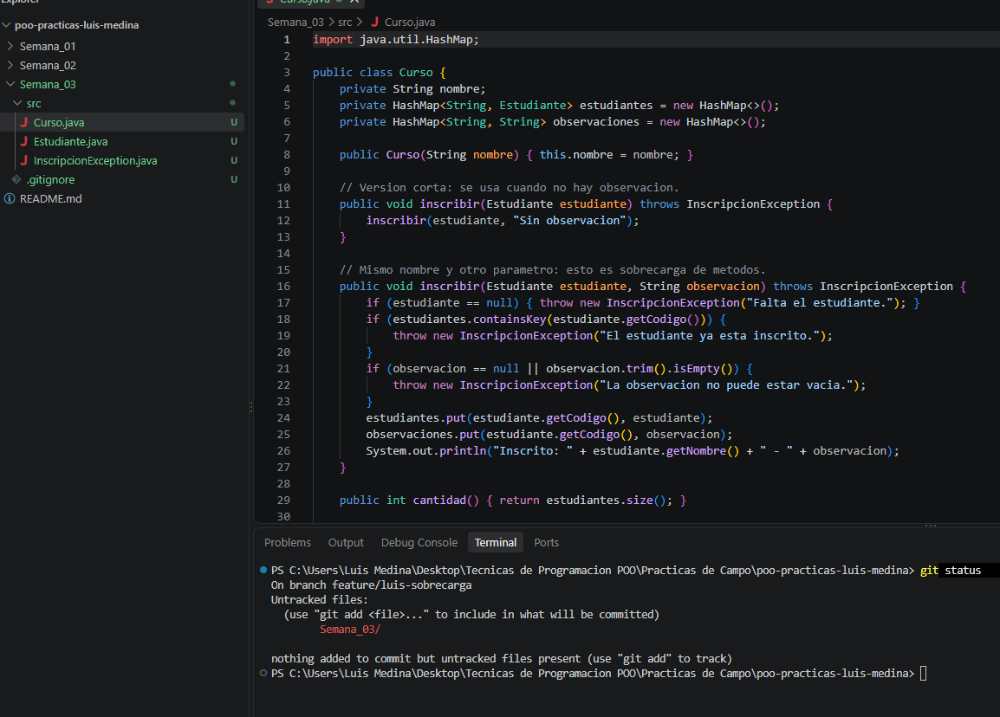 Explorer
poo-practicas-luis-medina
Semana_01
Semana_02
Semana_03
src
Curso.java U
Estudiante.java U
InscripcionException.java U
.gitignore U
README.md
Curso.java
Semana_03 > src > Curso.java
1 import java.util.HashMap;
2
3 public class Curso {
4 private String nombre;
5 private HashMap<String, Estudiante> estudiantes = new HashMap<>();
6 private HashMap<String, String> observaciones = new HashMap<>();
7
8 public Curso(String nombre) { this.nombre = nombre; }
9
10 // Version corta: se usa cuando no hay observacion.
11 public void inscribir(Estudiante estudiante) throws InscripcionException {
12 inscribir(estudiante, "Sin observacion");
13 }
14
15 // Mismo nombre y otro parametro: esto es sobrecarga de metodos.
16 public void inscribir(Estudiante estudiante, String observacion) throws InscripcionException {
17 if (estudiante == null) { throw new InscripcionException("Falta el estudiante."); }
18 if (estudiantes.containsKey(estudiante.getCodigo())) {
19 throw new InscripcionException("El estudiante ya esta inscrito.");
20 }
21 if (observacion == null || observacion.trim().isEmpty()) {
22 throw new InscripcionException("La observacion no puede estar vacia.");
23 }
24 estudiantes.put(estudiante.getCodigo(), estudiante);
25 observaciones.put(estudiante.getCodigo(), observacion);
26 System.out.println("Inscrito: " + estudiante.getNombre() + " - " + observacion);
27 }
28
29 public int cantidad() { return estudiantes.size(); }
30
Problems Output Debug Console Terminal Ports
PS C:\Users\Luis Medina\Desktop\Tecnicas de Programacion POO\Practicas de Campo\poo-practicas-luis-medina> git status
On branch feature/luis-sobrecarga
Untracked files:
(use "git add <file>..." to include in what will be committed)
Semana_03/
nothing added to commit but untracked files present (use "git add" to track)
PS C:\Users\Luis Medina\Desktop\Tecnicas de Programacion POO\Practicas de Campo\poo-practicas-luis-medina>